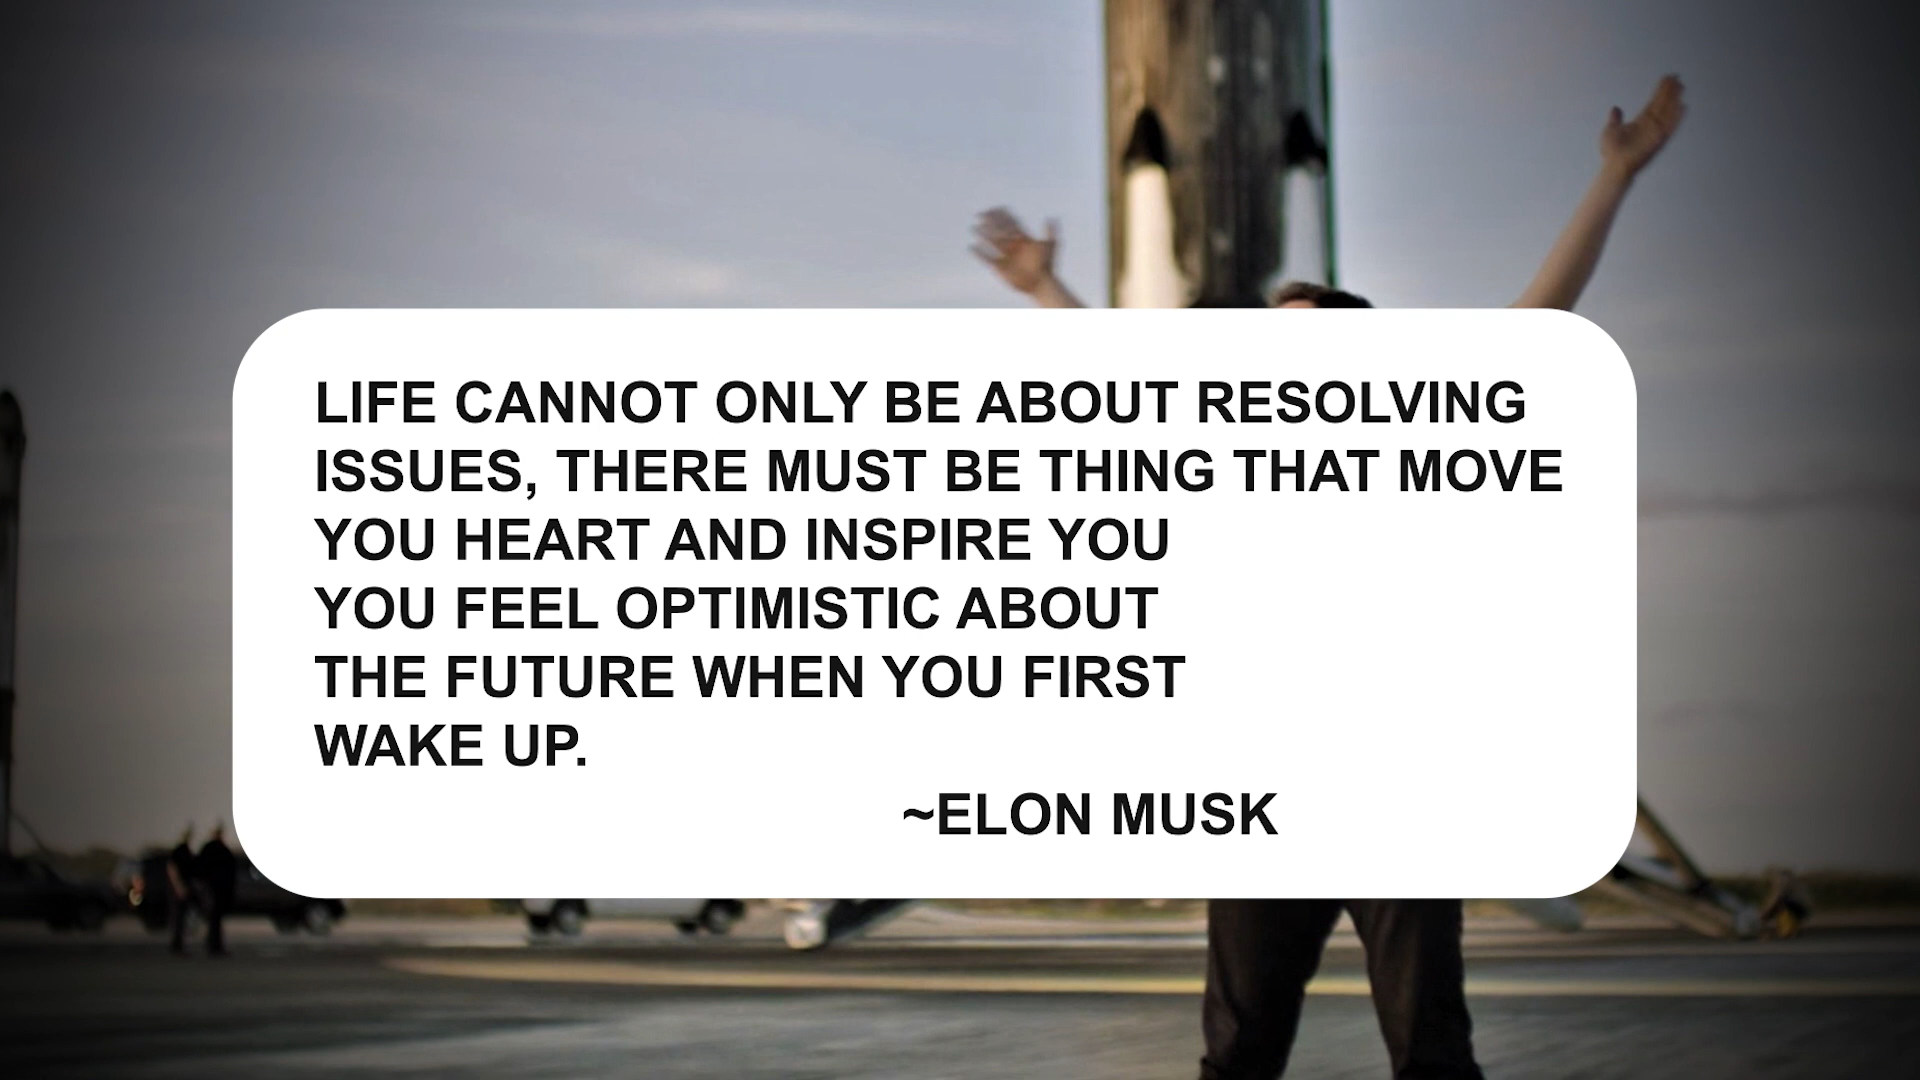 LIFE CANNOT ONLY BE ABOUT RESOLVING
ISSUES, THERE MUST BE THING THAT MOVE
YOU HEART AND INSPIRE YOU
YOU FEEL OPTIMISTIC ABOUT
THE FUTURE WHEN YOU FIRST
WAKE UP.
~ELON MUSK